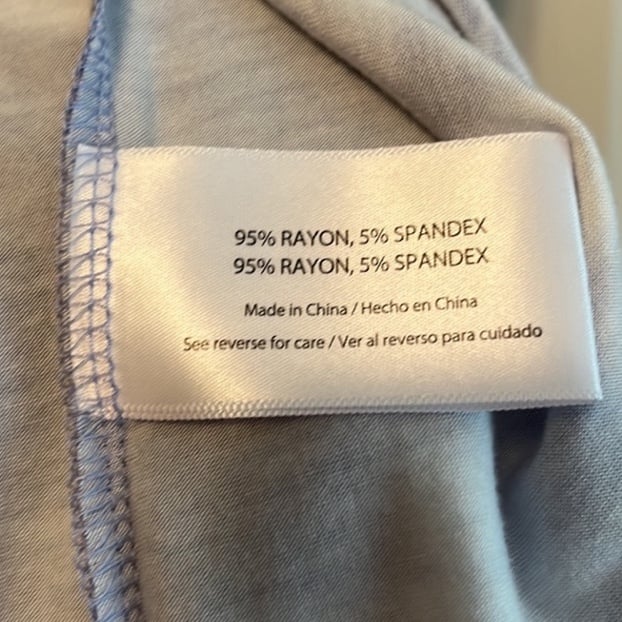 95% RAYON, 5% SPANDEX
95% RAYON, 5% SPANDEX
Made in China / Hecho en China
See reverse for care / Ver al reverso para cuidado